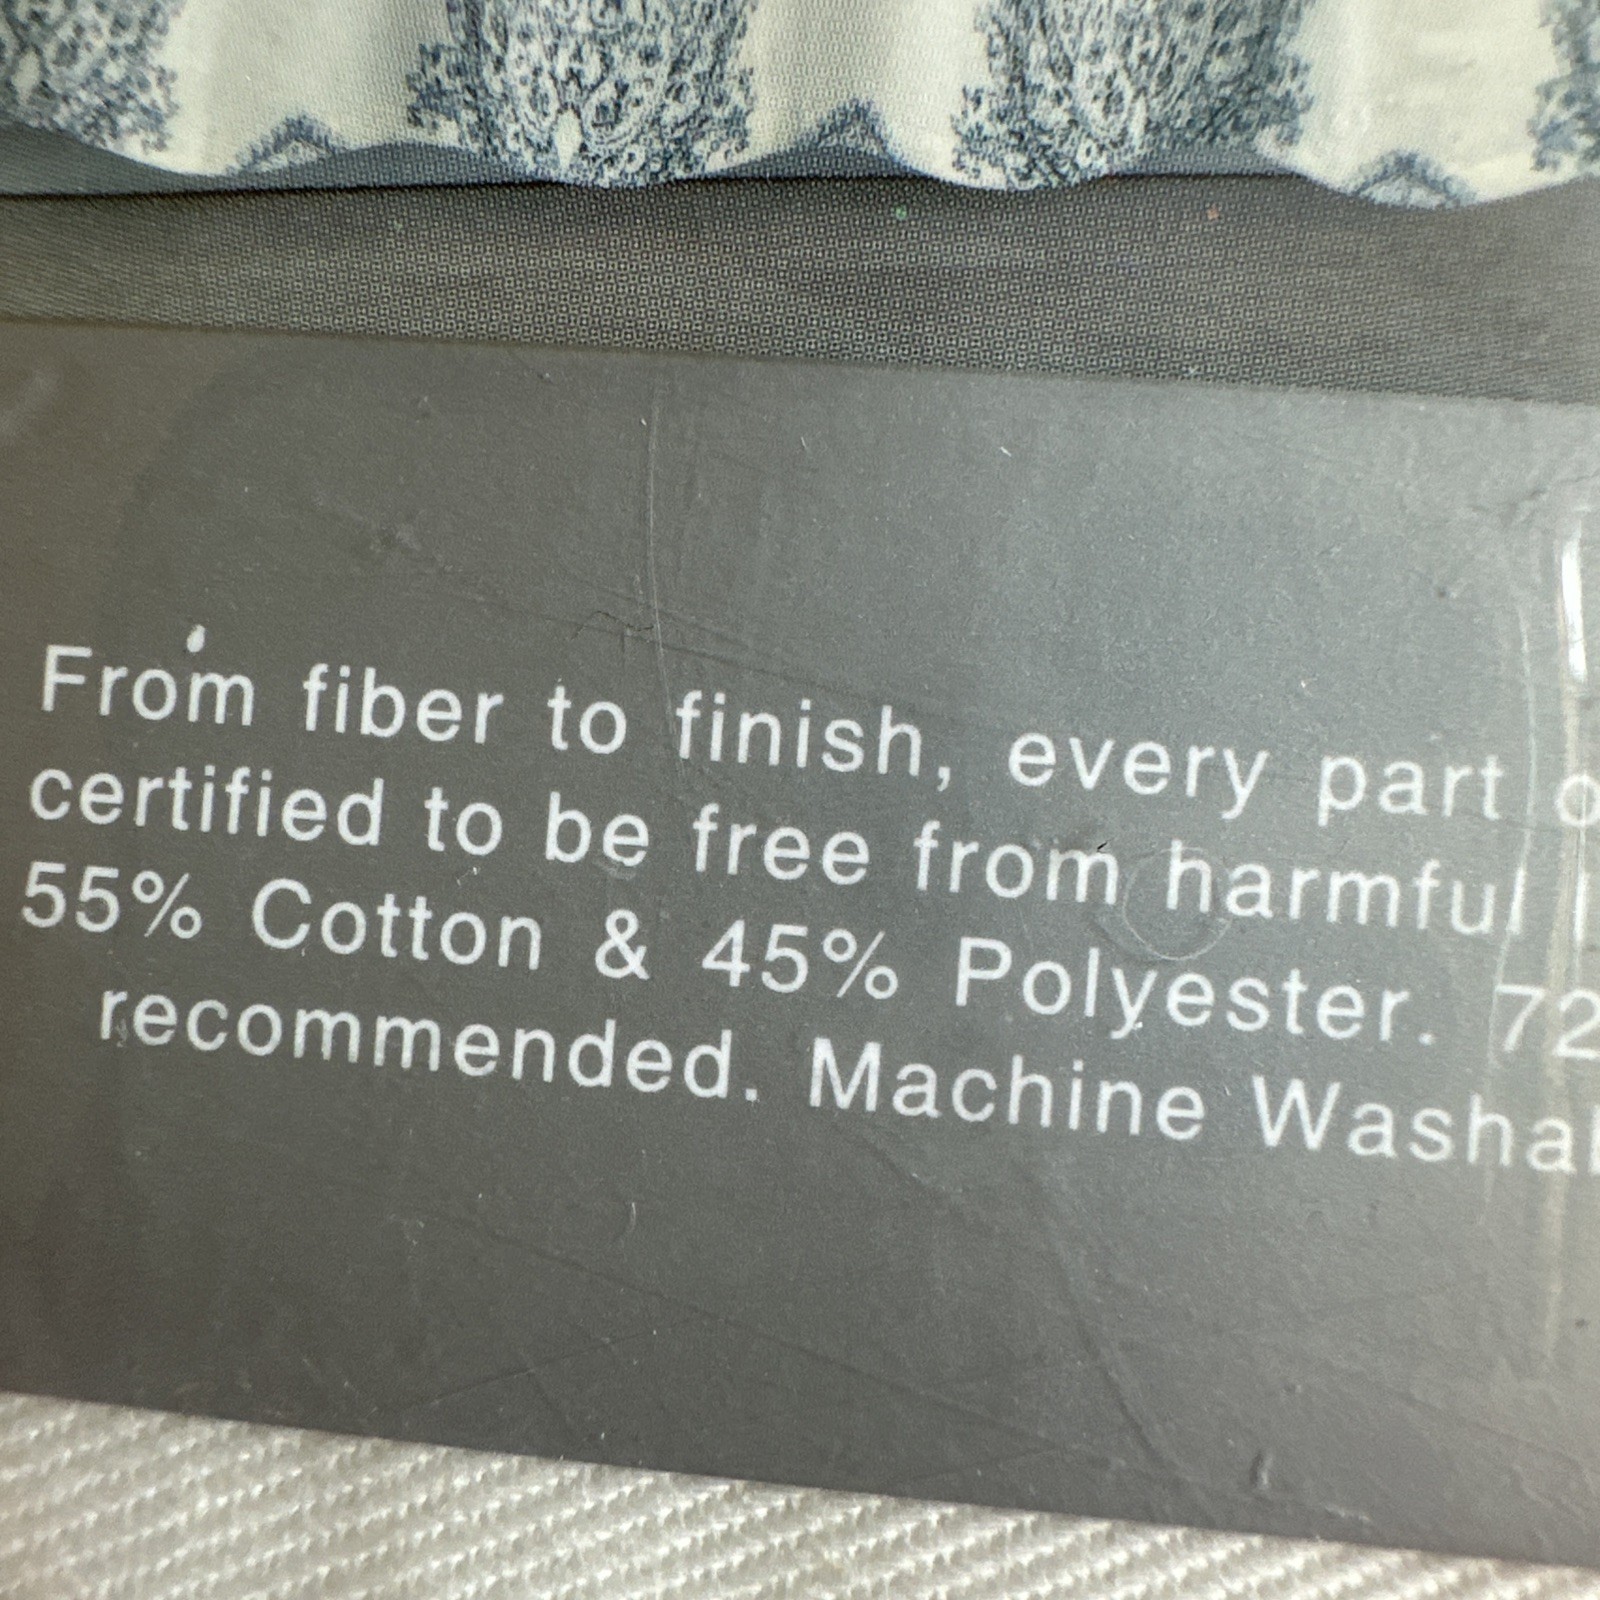 From fiber to finish, every part
certified to be free from harmful
55% Cotton & 45% Polyester. 72
recommended. Machine